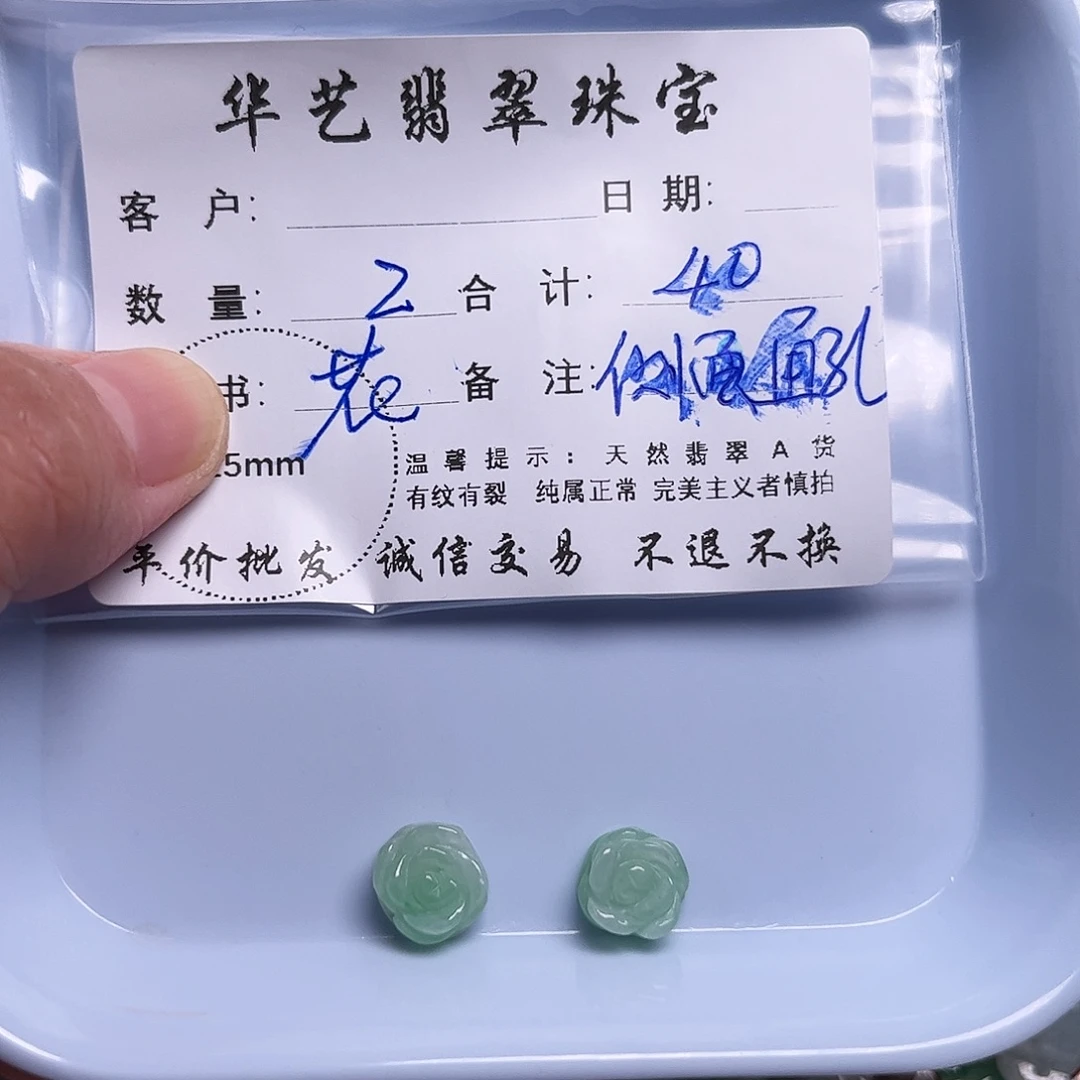 华艺翡翠珠宝
客 户: 日 期:
数 量: 2 合 计: 40
书: 花 备 注: 侧面 直孔
5mm
温馨提示: 天然翡翠A货
有纹有裂 纯属正常 完美主义者慎拍
平价批发 诚信交易 不退不换